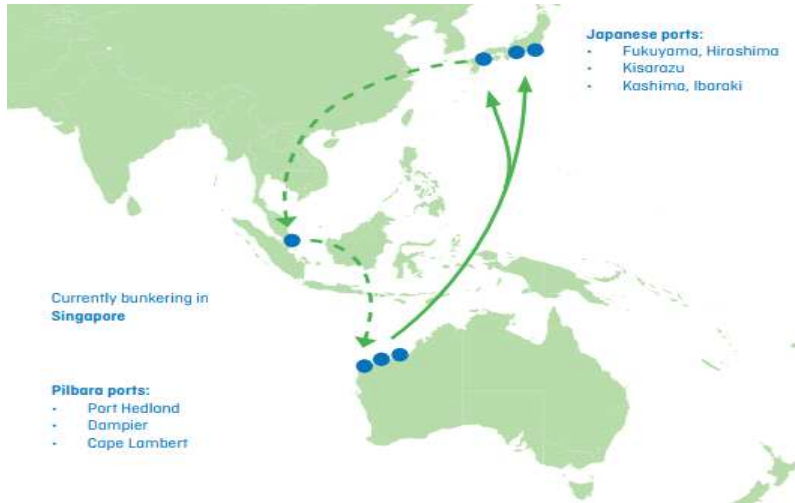 Japanese ports:
• Fukuyama, Hiroshima
• Kisarazu
• Kashima, Ibaraki
Currently bunkering in
Singapore
Pilbara ports:
• Port Hedland
• Dampier
• Cape Lambert